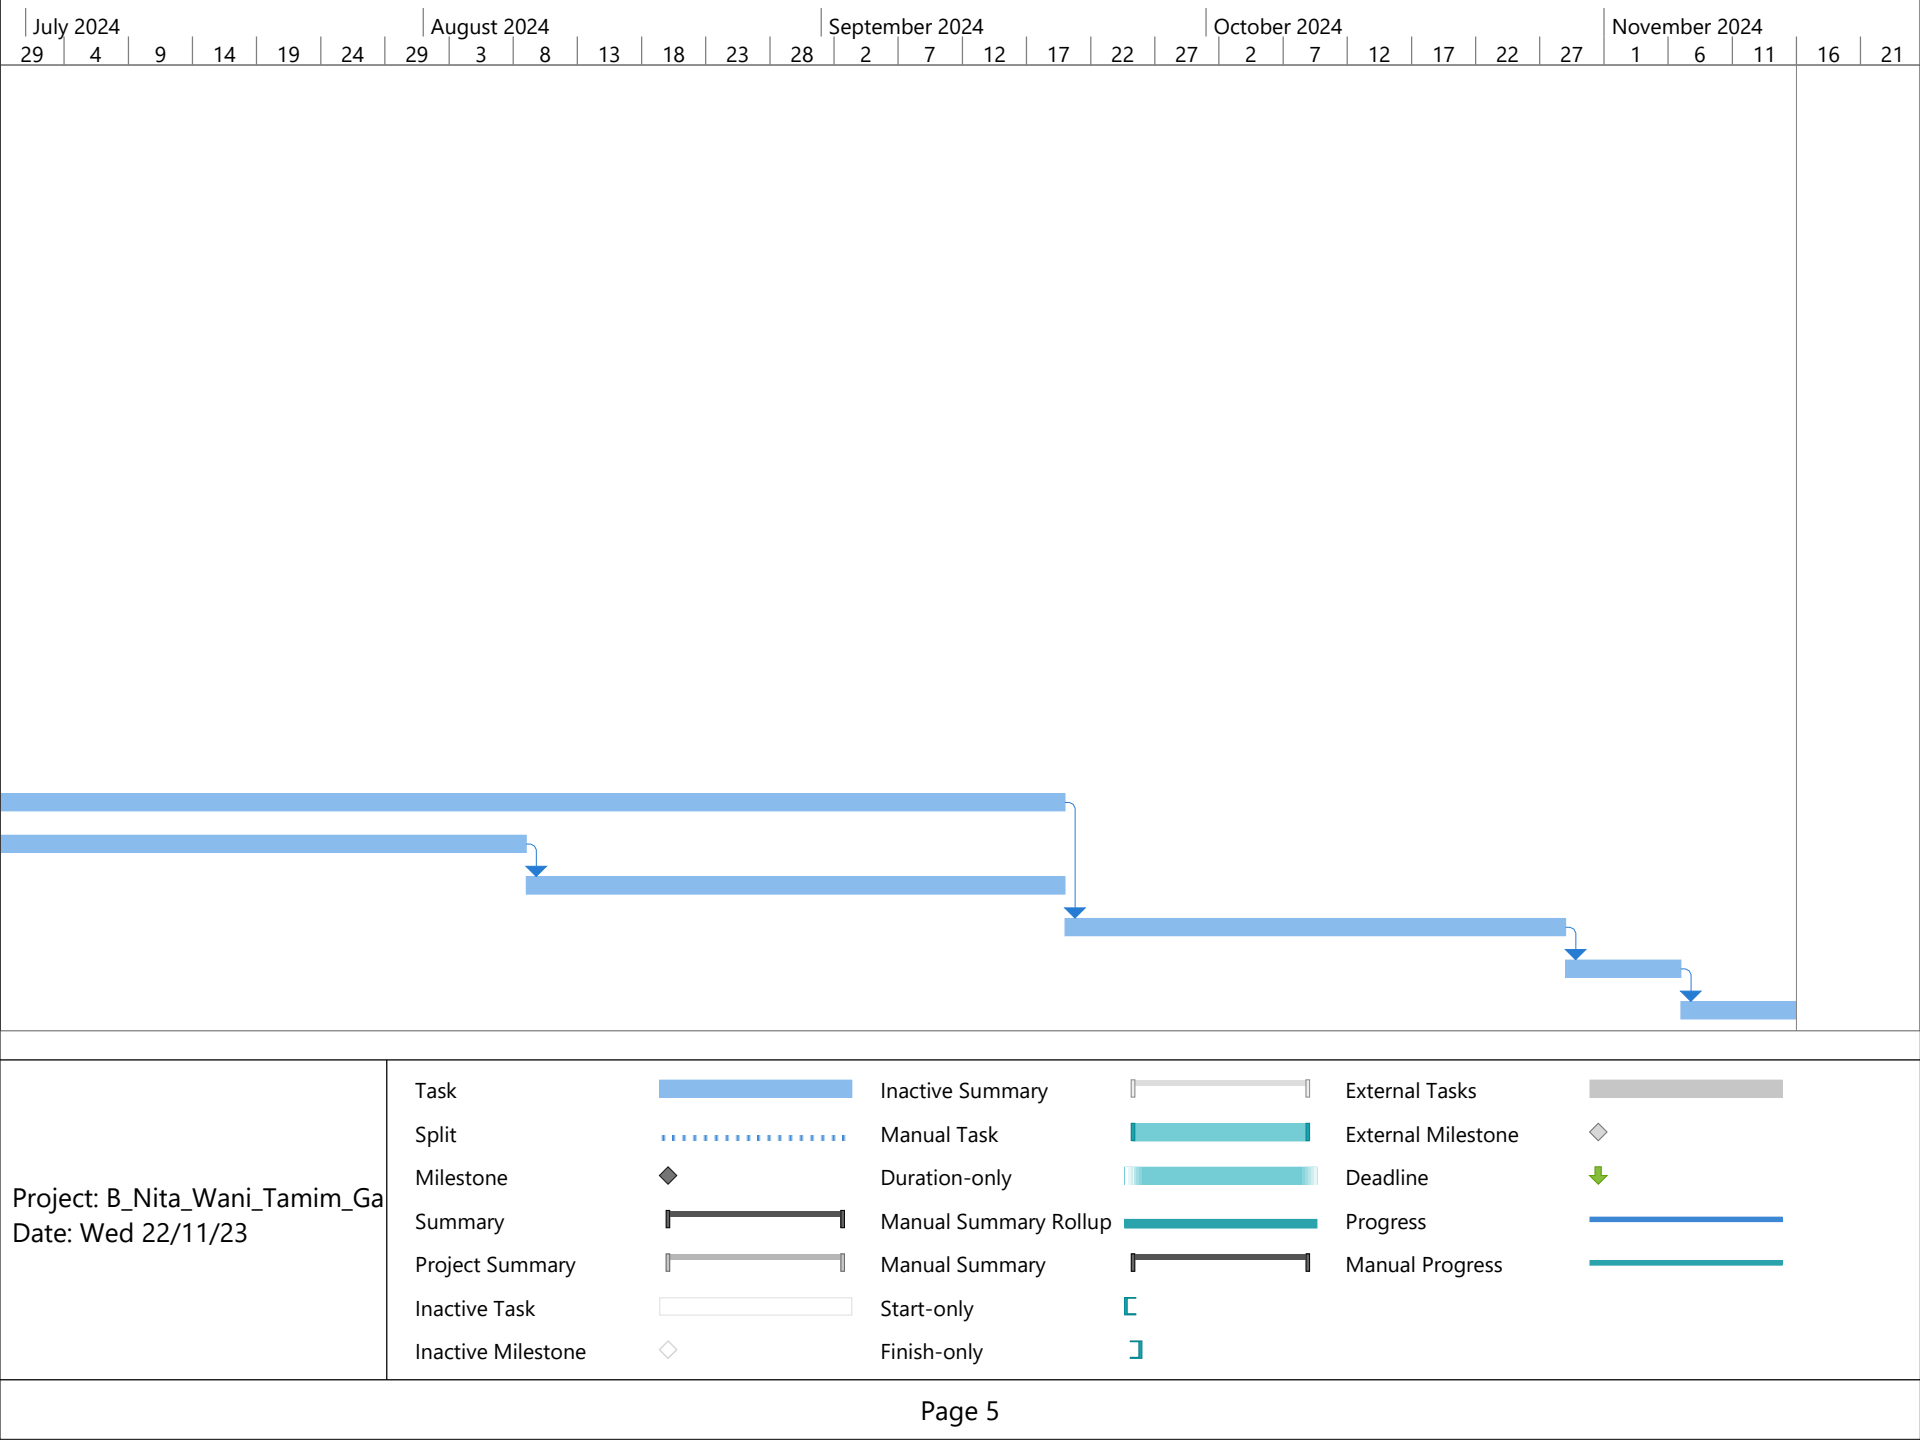 July 2024 August 2024 September 2024 October 2024 November 2024
29 4 9 14 19 24 29 3 8 13 18 23 28 2 7 12 17 22 27 2 7 12 17 22 27 1 6 11 16 21
Project: B_Nita_Wani_Tamim_Ga
Date: Wed 22/11/23
Task
Split
Milestone
Summary
Project Summary
Inactive Task
Inactive Milestone
Inactive Summary
Manual Task
Duration-only
Manual Summary Rollup
Manual Summary
Start-only
Finish-only
External Tasks
External Milestone
Deadline
Progress
Manual Progress
Page 5